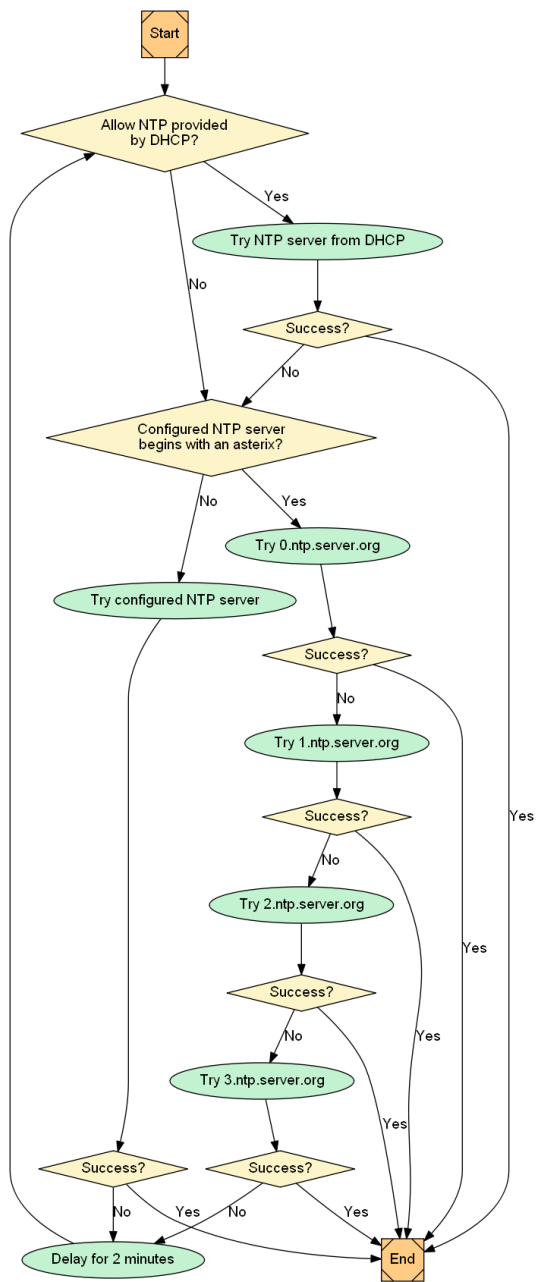 Start
Allow NTP provided
by DHCP?
Yes
Try NTP server from DHCP
No
Success?
No
Configured NTP server
begins with an asterix?
No
Yes
Try 0.ntp.server.org
Try configured NTP server
Success?
No
Try 1.ntp.server.org
Success?
Yes
No
Try 2.ntp.server.org
Yes
Success?
No
Yes
Try 3.ntp.server.org
Yes
Success?
Success?
No
Yes
No
Yes
Delay for 2 minutes
End